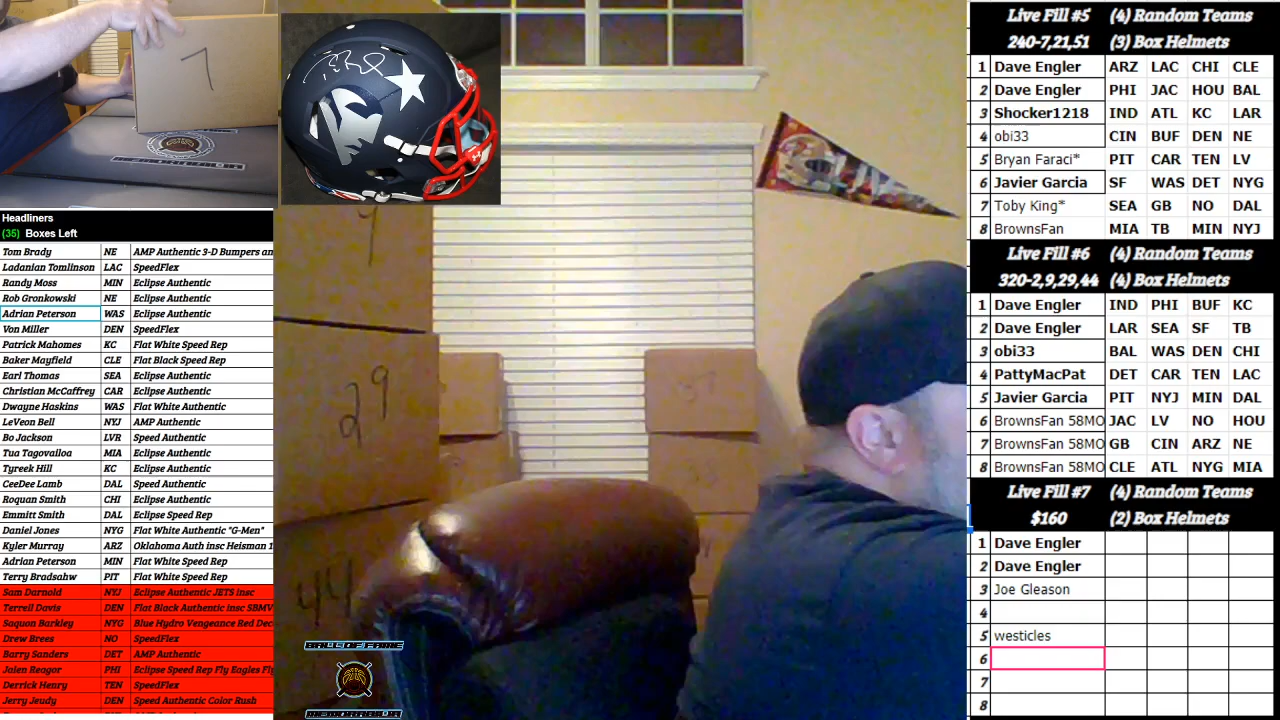 7
Headliners
(35) Boxes Left
Tom Brady NE AMP Authentic 3-D Bumpers an
Ladanian Tomlinson LAC SpeedFlex
Randy Moss MIN Eclipse Authentic
Rob Gronkowski NE Eclipse Authentic
Adrian Peterson WAS Eclipse Authentic
Von Miller DEN SpeedFlex
Patrick Mahomes KC Flat White Speed Rep
Baker Mayfield CLE Flat Black Speed Rep
Earl Thomas SEA Eclipse Authentic
Christian McCaffrey CAR Eclipse Authentic
Dwayne Haskins WAS Flat White Authentic
LeVeon Bell NYJ AMP Authentic
Bo Jackson LVR Speed Authentic
Tua Tagovailoa MIA Eclipse Authentic
Tyreek Hill KC Eclipse Authentic
CeeDee Lamb DAL Speed Authentic
Roquan Smith CHI Eclipse Authentic
Emmitt Smith DAL Eclipse Speed Rep
Daniel Jones NYG Flat White Authentic "G-Men"
Kyler Murray ARZ Oklahoma Auth insc Heisman 1
Adrian Peterson MIN Flat White Speed Rep
Terry Bradsahw PIT Flat White Speed Rep
Sam Darnold NYJ Eclipse Authentic JETS insc
Terrell Davis DEN Flat Black Authentic insc SBMV
Saquon Barkley NYG Blue Hydro Vengeance Red Dec
Drew Brees NO SpeedFlex
Barry Sanders DET AMP Authentic
Jalen Reagor PHI Eclipse Speed Rep Fly Eagles Fly
Derrick Henry TEN SpeedFlex
Jerry Jeudy DEN Speed Authentic Color Rush
29
44
BALL OF FAME
MEMORABILIA
Live Fill #5 (4) Random Teams
240-7,21,51 (3) Box Helmets
1 Dave Engler ARZ LAC CHI CLE
2 Dave Engler PHI JAC HOU BAL
3 Shocker1218 IND ATL KC LAR
4 obi33 CIN BUF DEN NE
5 Bryan Faraci* PIT CAR TEN LV
6 Javier Garcia SF WAS DET NYG
7 Toby King* SEA GB NO DAL
8 BrownsFan MIA TB MIN NYJ
Live Fill #6 (4) Random Teams
320-2,9,29,44 (4) Box Helmets
1 Dave Engler IND PHI BUF KC
2 Dave Engler LAR SEA SF TB
3 obi33 BAL WAS DEN CHI
4 PattyMacPat DET CAR TEN LAC
5 Javier Garcia PIT NYJ MIN DAL
6 BrownsFan 58MO JAC LV NO HOU
7 BrownsFan 58MO GB CIN ARZ NE
8 BrownsFan 58MO CLE ATL NYG MIA
Live Fill #7 (4) Random Teams
$160 (2) Box Helmets
1 Dave Engler
2 Dave Engler
3 Joe Gleason
4
5 westicles
6
7
8